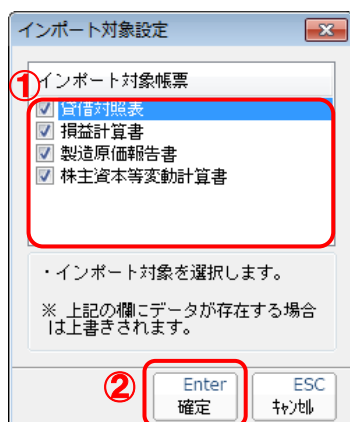 インポート対象設定
①
インポート対象帳票
貸借対照表
損益計算書
製造原価報告書
株主資本等変動計算書
・インポート対象を選択します。
※ 上記の欄にデータが存在する場合
は上書きされます。
②
Enter
確定
ESC
ｷｬﾝｾﾙ